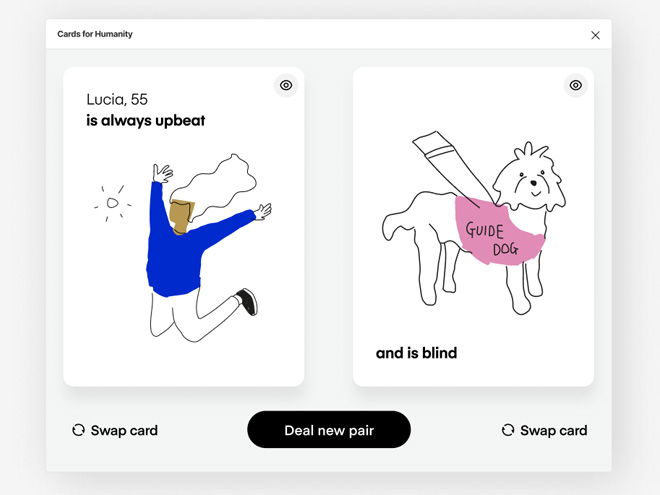 Cards for Humanity
Lucia, 55
is always upbeat
GUIDE
DOG
and is blind
Swap card
Deal new pair
Swap card